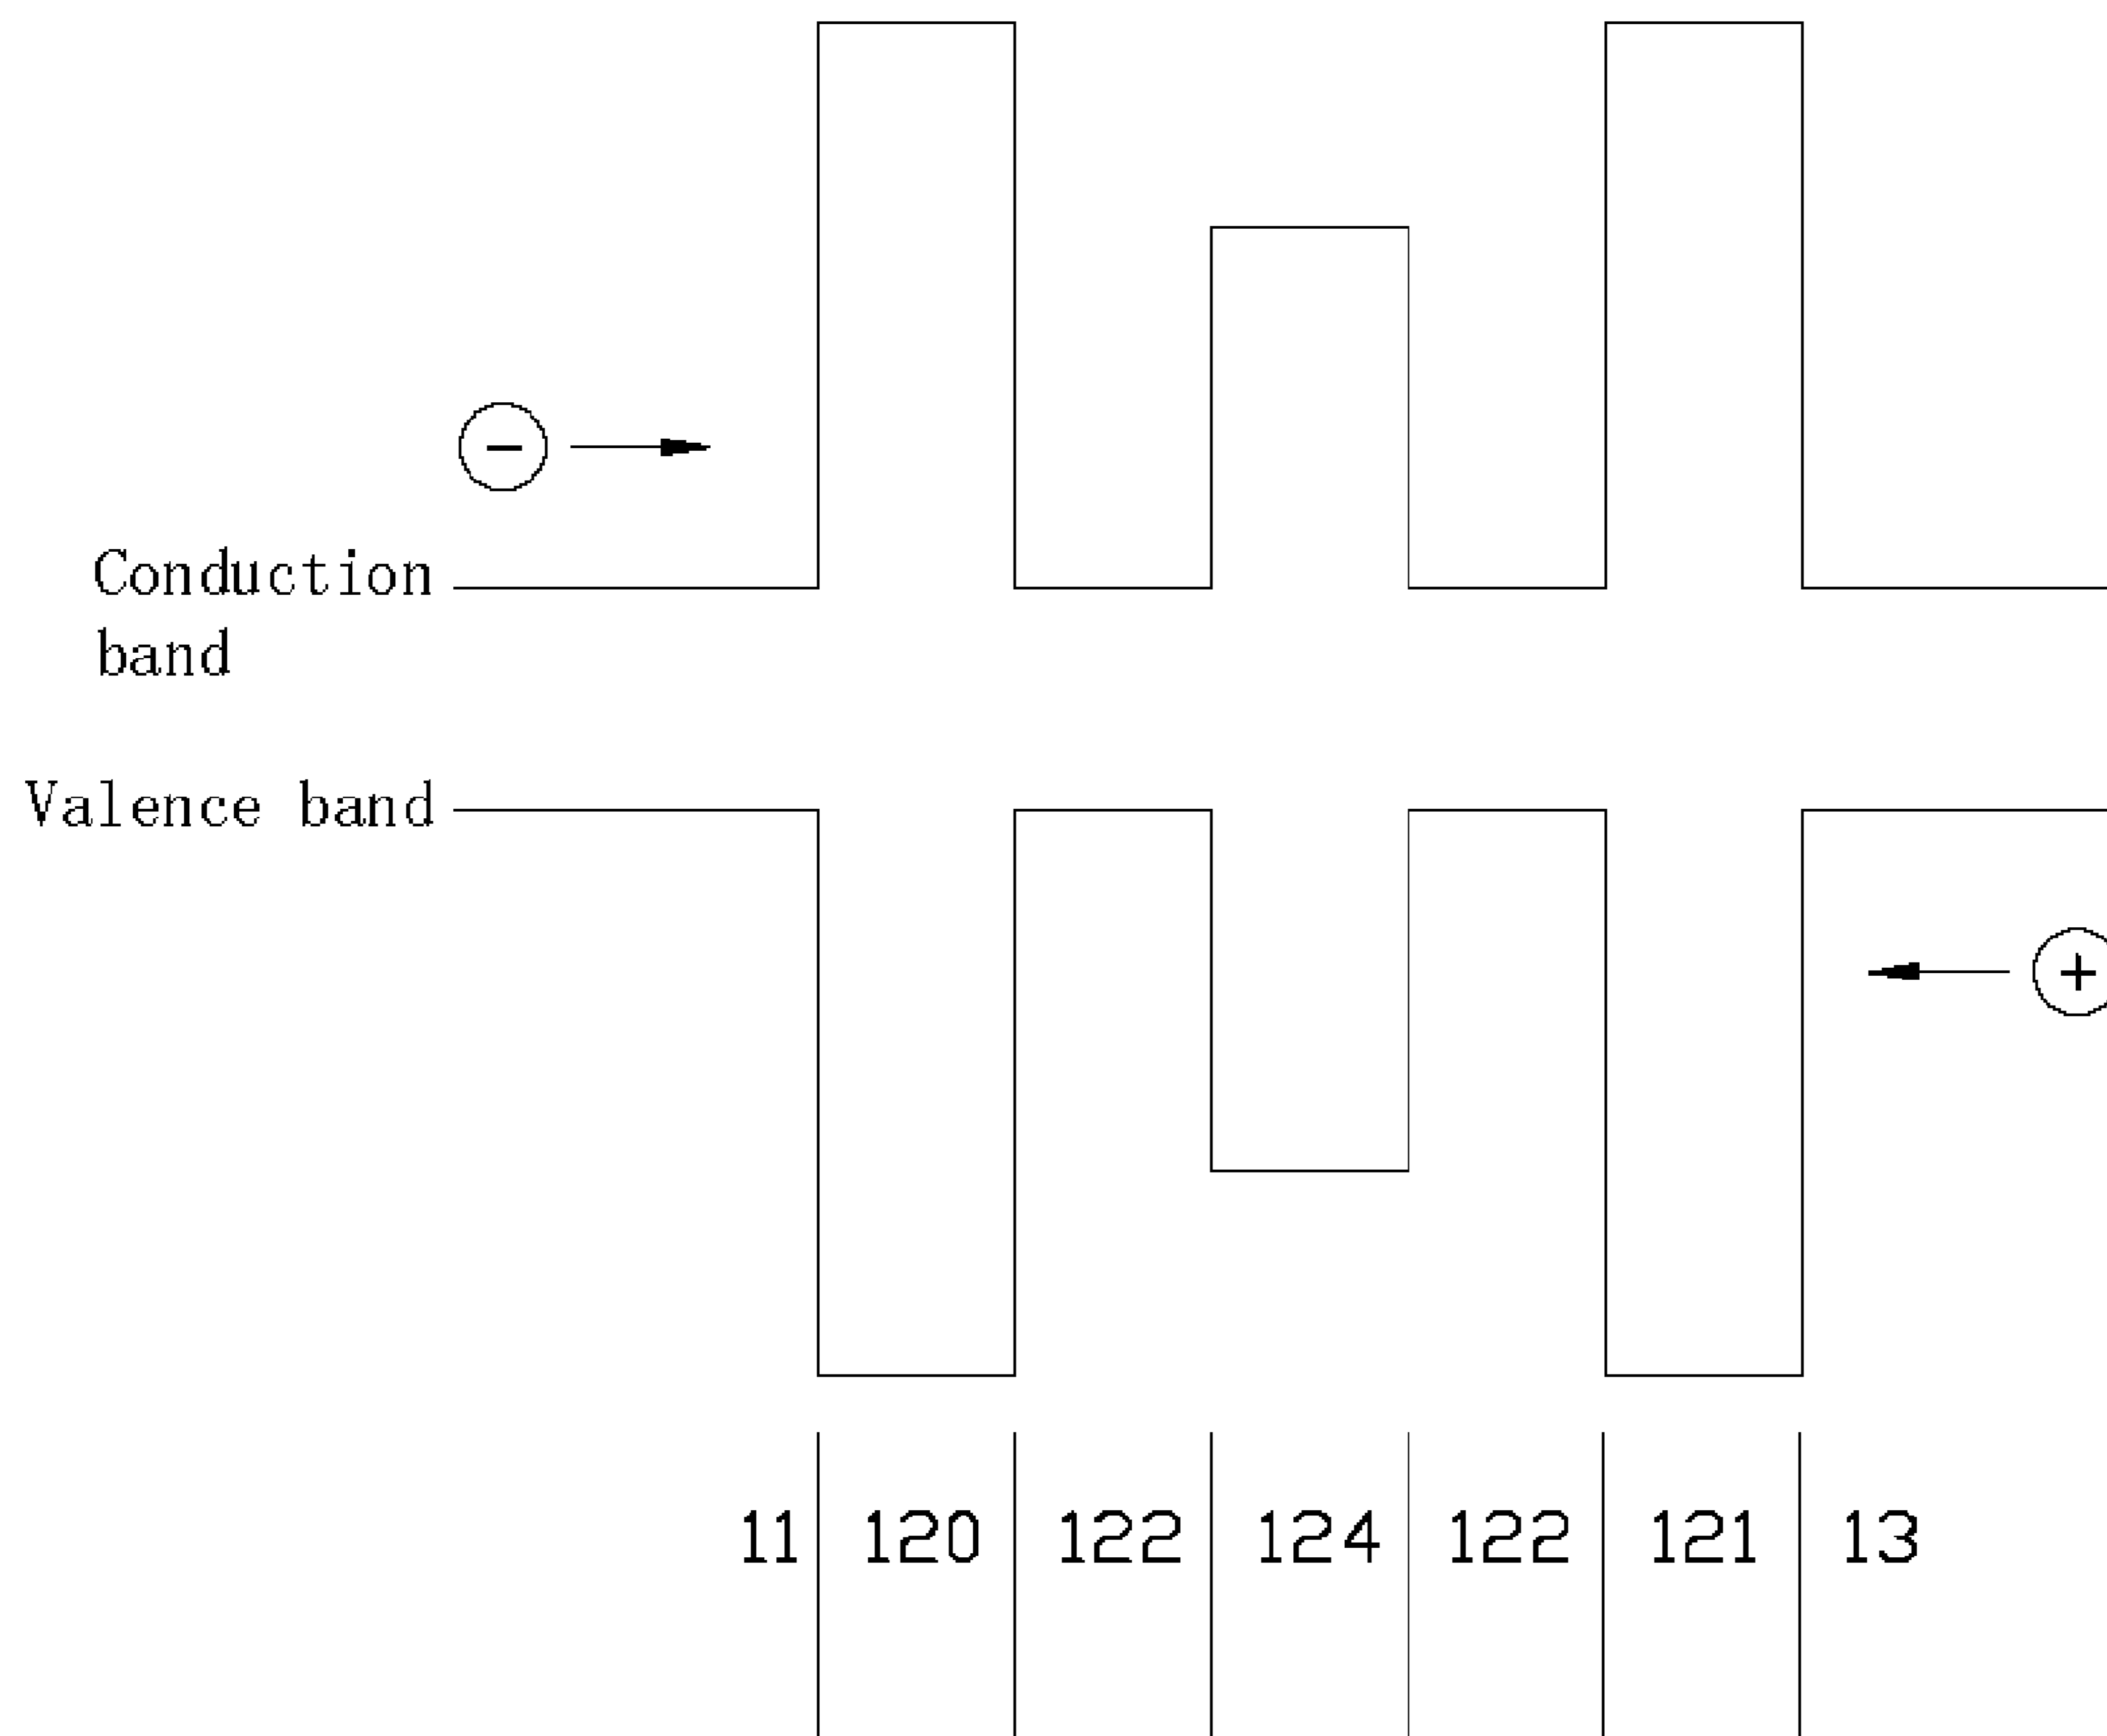 −
Conduction
band
Valence band
+
11 120 122 124 122 121 13